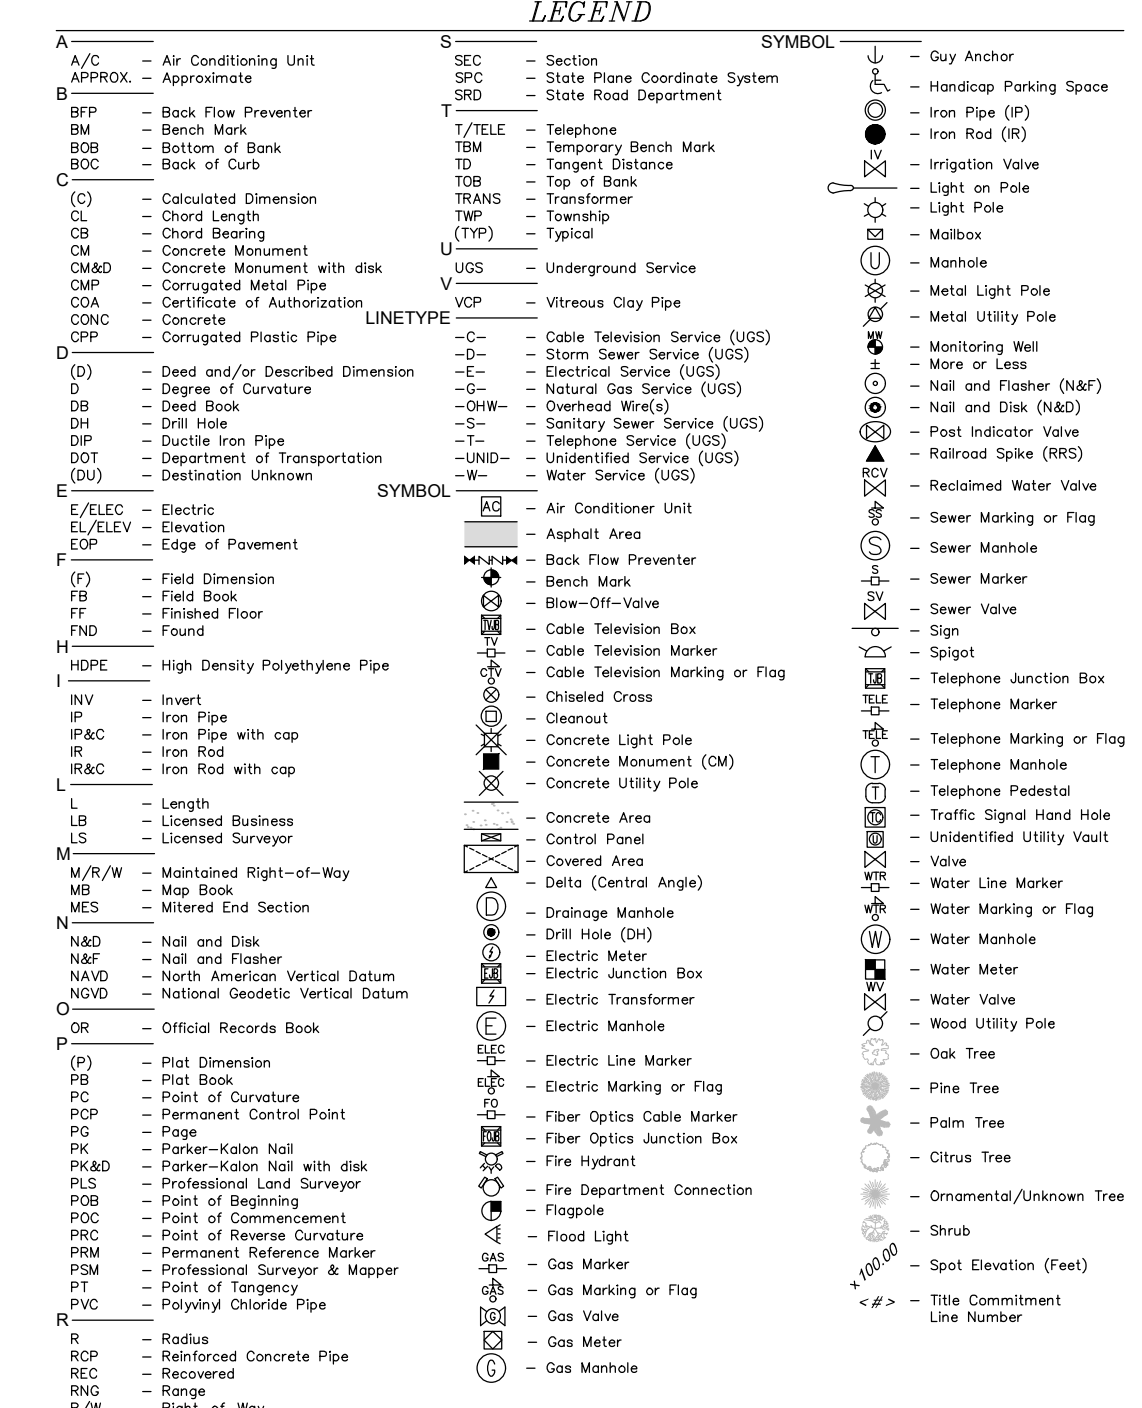 LEGEND
A
A/C – Air Conditioning Unit
APPROX. – Approximate
B
BFP – Back Flow Preventer
BM – Bench Mark
BOB – Bottom of Bank
BOC – Back of Curb
C
(C) – Calculated Dimension
CL – Chord Length
CB – Chord Bearing
CM – Concrete Monument
CM&D – Concrete Monument with disk
CMP – Corrugated Metal Pipe
COA – Certificate of Authorization
CONC – Concrete
CPP – Corrugated Plastic Pipe
D
(D) – Deed and/or Described Dimension
D – Degree of Curvature
DB – Deed Book
DH – Drill Hole
DIP – Ductile Iron Pipe
DOT – Department of Transportation
(DU) – Destination Unknown
E
E/ELEC – Electric
EL/ELEV – Elevation
EOP – Edge of Pavement
F
(F) – Field Dimension
FB – Field Book
FF – Finished Floor
FND – Found
H
HDPE – High Density Polyethylene Pipe
I
INV – Invert
IP – Iron Pipe
IP&C – Iron Pipe with cap
IR – Iron Rod
IR&C – Iron Rod with cap
L
L – Length
LB – Licensed Business
LS – Licensed Surveyor
M
M/R/W – Maintained Right–of–Way
MB – Map Book
MES – Mitered End Section
N
N&D – Nail and Disk
N&F – Nail and Flasher
NAVD – North American Vertical Datum
NGVD – National Geodetic Vertical Datum
O
OR – Official Records Book
P
(P) – Plat Dimension
PB – Plat Book
PC – Point of Curvature
PCP – Permanent Control Point
PG – Page
PK – Parker–Kalon Nail
PK&D – Parker–Kalon Nail with disk
PLS – Professional Land Surveyor
POB – Point of Beginning
POC – Point of Commencement
PRC – Point of Reverse Curvature
PRM – Permanent Reference Marker
PSM – Professional Surveyor & Mapper
PT – Point of Tangency
PVC – Polyvinyl Chloride Pipe
R
R – Radius
RCP – Reinforced Concrete Pipe
REC – Recovered
RNG – Range
S
SEC – Section
SPC – State Plane Coordinate System
SRD – State Road Department
T
T/TELE – Telephone
TBM – Temporary Bench Mark
TD – Tangent Distance
TOB – Top of Bank
TRANS – Transformer
TWP – Township
(TYP) – Typical
U
UGS – Underground Service
V
VCP – Vitreous Clay Pipe
LINETYPE
–C– – Cable Television Service (UGS)
–D– – Storm Sewer Service (UGS)
–E– – Electrical Service (UGS)
–G– – Natural Gas Service (UGS)
–OHW– – Overhead Wire(s)
–S– – Sanitary Sewer Service (UGS)
–T– – Telephone Service (UGS)
–UNID– – Unidentified Service (UGS)
–W– – Water Service (UGS)
SYMBOL
AC – Air Conditioner Unit
– Asphalt Area
– Back Flow Preventer
– Bench Mark
– Blow–Off–Valve
TVJB – Cable Television Box
TV – Cable Television Marker
CTV – Cable Television Marking or Flag
– Chiseled Cross
– Cleanout
– Concrete Light Pole
– Concrete Monument (CM)
– Concrete Utility Pole
– Concrete Area
– Control Panel
– Covered Area
– Delta (Central Angle)
D – Drainage Manhole
– Drill Hole (DH)
– Electric Meter
EJB – Electric Junction Box
– Electric Transformer
E – Electric Manhole
ELEC – Electric Line Marker
ELEC – Electric Marking or Flag
FO – Fiber Optics Cable Marker
FOJB – Fiber Optics Junction Box
– Fire Hydrant
– Fire Department Connection
– Flagpole
– Flood Light
GAS – Gas Marker
GAS – Gas Marking or Flag
G – Gas Valve
– Gas Meter
G – Gas Manhole
SYMBOL
– Guy Anchor
– Handicap Parking Space
– Iron Pipe (IP)
– Iron Rod (IR)
IV – Irrigation Valve
– Light on Pole
– Light Pole
– Mailbox
U – Manhole
– Metal Light Pole
– Metal Utility Pole
MW – Monitoring Well
± – More or Less
– Nail and Flasher (N&F)
– Nail and Disk (N&D)
– Post Indicator Valve
– Railroad Spike (RRS)
RCV – Reclaimed Water Valve
SS – Sewer Marking or Flag
S – Sewer Manhole
S – Sewer Marker
SV – Sewer Valve
– Sign
– Spigot
TJB – Telephone Junction Box
TELE – Telephone Marker
TELE – Telephone Marking or Flag
T – Telephone Manhole
T – Telephone Pedestal
TC – Traffic Signal Hand Hole
U – Unidentified Utility Vault
– Valve
WTR – Water Line Marker
WTR – Water Marking or Flag
W – Water Manhole
– Water Meter
WV – Water Valve
– Wood Utility Pole
– Oak Tree
– Pine Tree
– Palm Tree
– Citrus Tree
– Ornamental/Unknown Tree
– Shrub
x 100.00 – Spot Elevation (Feet)
<#> – Title Commitment
Line Number